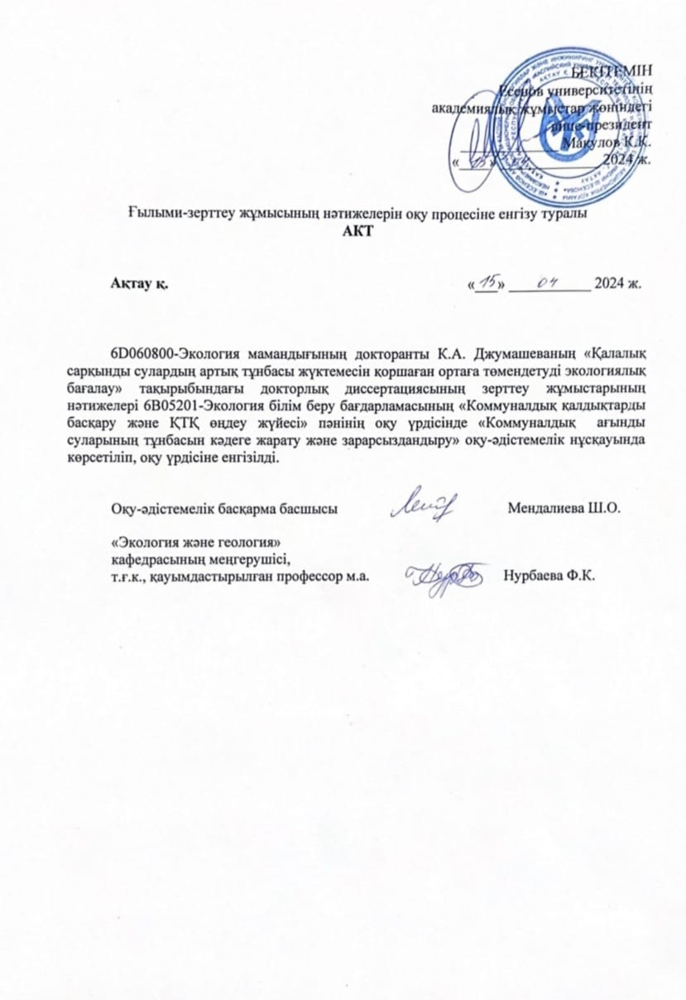 БЕКІТЕМІН
Есенов университетінің
академиялық жұмыстар жөніндегі
вице-президент
____________ Макулов К.Қ.
«15» 04 2024 ж.
Ғылыми-зерттеу жұмысының нәтижелерін оқу процесіне енгізу туралы
АКТ
Ақтау қ. «15» 04 2024 ж.
6D060800-Экология мамандығының докторанты К.А. Джумашеваның «Қалалық
сарқынды сулардың артық тұнбасы жүктемесін қоршаған ортаға төмендетуді экологиялық
бағалау» тақырыбындағы докторлық диссертациясының зерттеу жұмыстарының
нәтижелері 6В05201-Экология білім беру бағдарламасының «Коммуналдық қалдықтарды
басқару және ҚТҚ өңдеу жүйесі» пәнінің оқу үрдісінде «Коммуналдық ағынды
суларының тұнбасын кәдеге жарату және зарарсыздандыру» оқу-әдістемелік нұсқауында
көрсетіліп, оқу үрдісіне енгізілді.
Оқу-әдістемелік басқарма басшысы Мендалиева Ш.О.
«Экология және геология»
кафедрасының меңгерушісі,
т.ғ.к., қауымдастырылған профессор м.а. Нурбаева Ф.К.